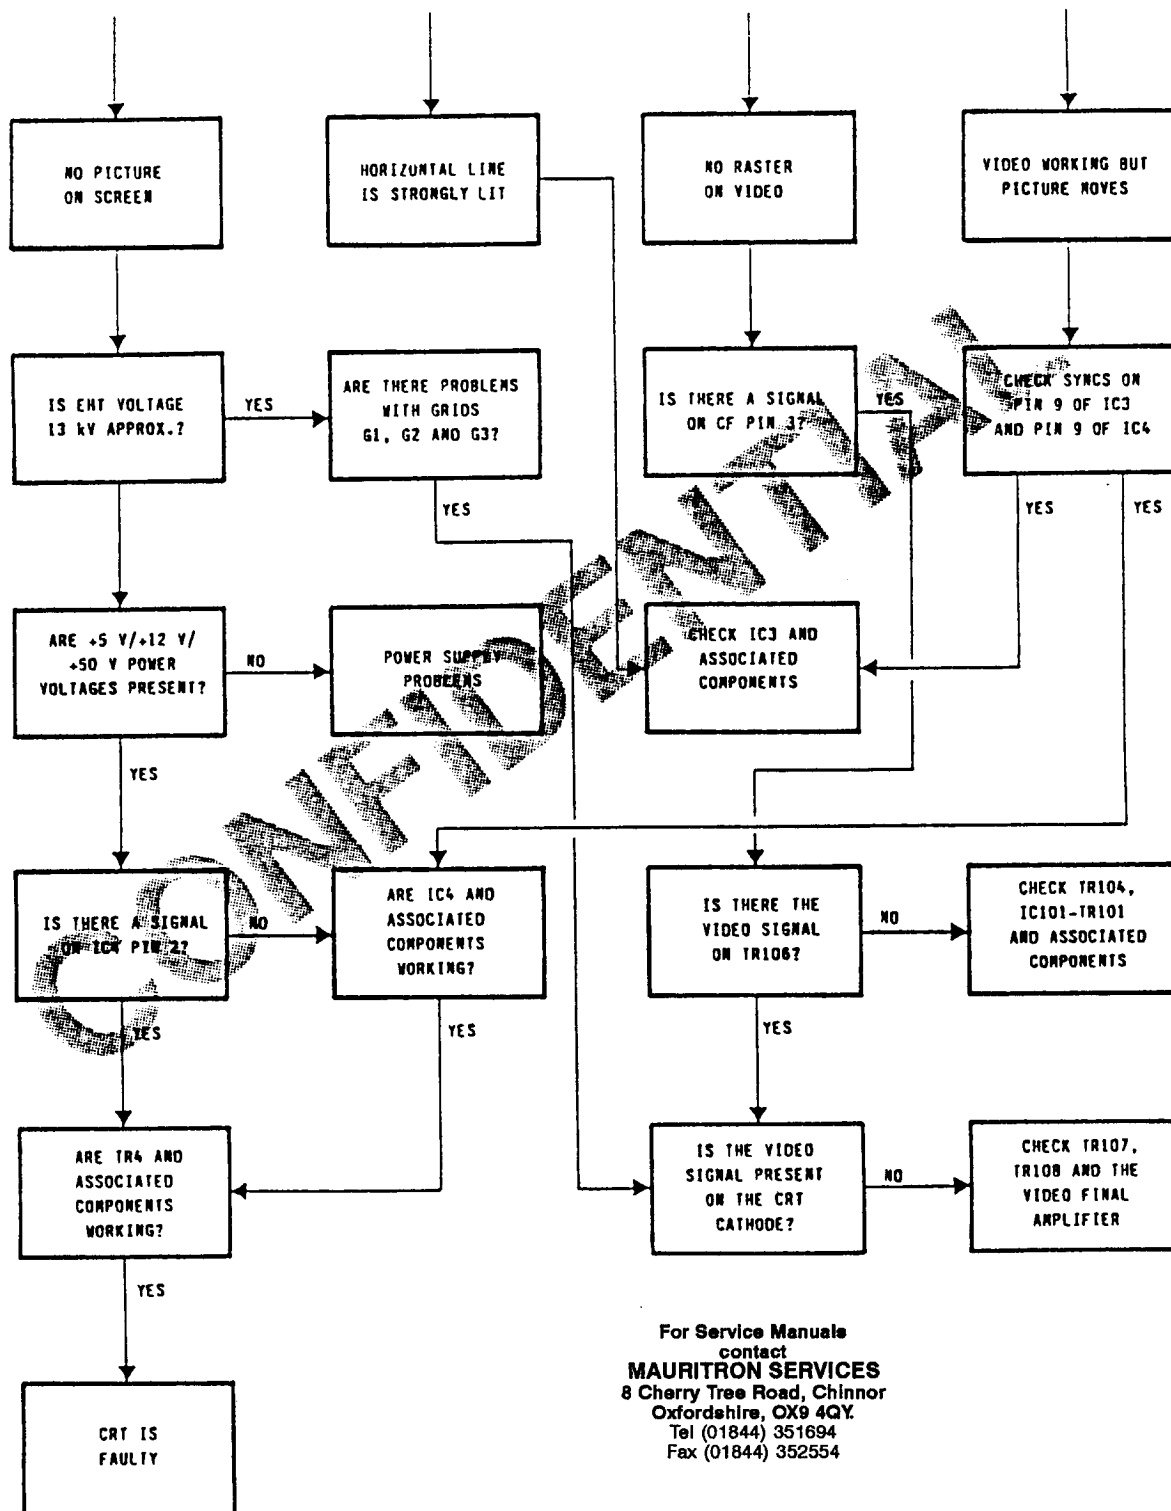 NO PICTURE
ON SCREEN
HORIZONTAL LINE
IS STRONGLY LIT
NO RASTER
ON VIDEO
VIDEO WORKING BUT
PICTURE MOVES
IS EHT VOLTAGE
13 kV APPROX.?
YES
ARE THERE PROBLEMS
WITH GRIDS
G1, G2 AND G3?
IS THERE A SIGNAL
ON CF PIN 3?
YES
CHECK SYNCS ON
PIN 9 OF IC3
AND PIN 9 OF IC4
YES
YES
YES
ARE +5 V/+12 V/
+50 V POWER
VOLTAGES PRESENT?
NO
POWER SUPPLY
PROBLEMS
CHECK IC3 AND
ASSOCIATED
COMPONENTS
YES
IS THERE A SIGNAL
ON IC4 PIN 2?
NO
ARE IC4 AND
ASSOCIATED
COMPONENTS
WORKING?
IS THERE THE
VIDEO SIGNAL
ON TR106?
NO
CHECK TR104,
IC101-TR101
AND ASSOCIATED
COMPONENTS
YES
YES
YES
ARE TR4 AND
ASSOCIATED
COMPONENTS
WORKING?
IS THE VIDEO
SIGNAL PRESENT
ON THE CRT
CATHODE?
NO
CHECK TR107,
TR108 AND THE
VIDEO FINAL
AMPLIFIER
YES
CRT IS
FAULTY
CONFIDENTIAL
For Service Manuals
contact
MAURITRON SERVICES
8 Cherry Tree Road, Chinnor
Oxfordshire, OX9 4QY.
Tel (01844) 351694
Fax (01844) 352554